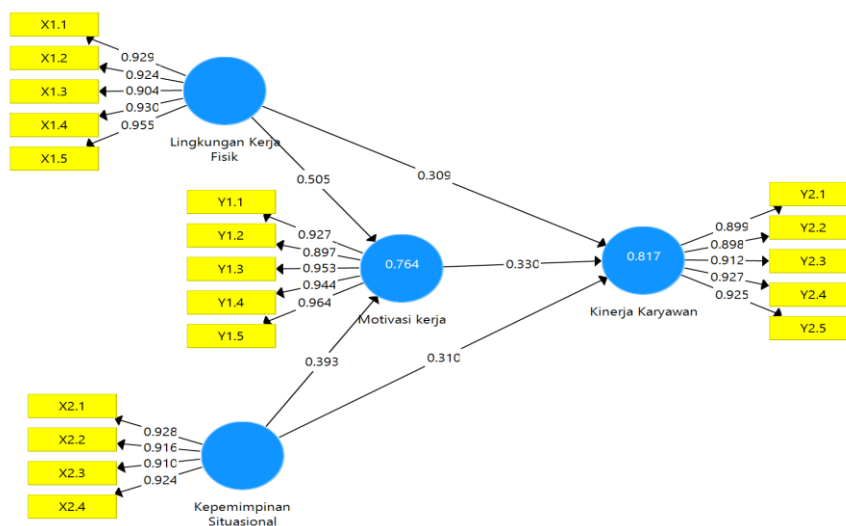 X1.1
X1.2
X1.3
X1.4
X1.5
0.929
0.924
0.904
0.930
0.955
Lingkungan Kerja
Fisik
0.505
0.309
Y1.1
Y1.2
Y1.3
Y1.4
Y1.5
0.927
0.897
0.953
0.944
0.964
0.764
Motivasi kerja
0.330
0.817
Kinerja Karyawan
0.899
0.898
0.912
0.927
0.925
Y2.1
Y2.2
Y2.3
Y2.4
Y2.5
0.393
0.310
X2.1
X2.2
X2.3
X2.4
0.928
0.916
0.910
0.924
Kepemimpinan
Situasional